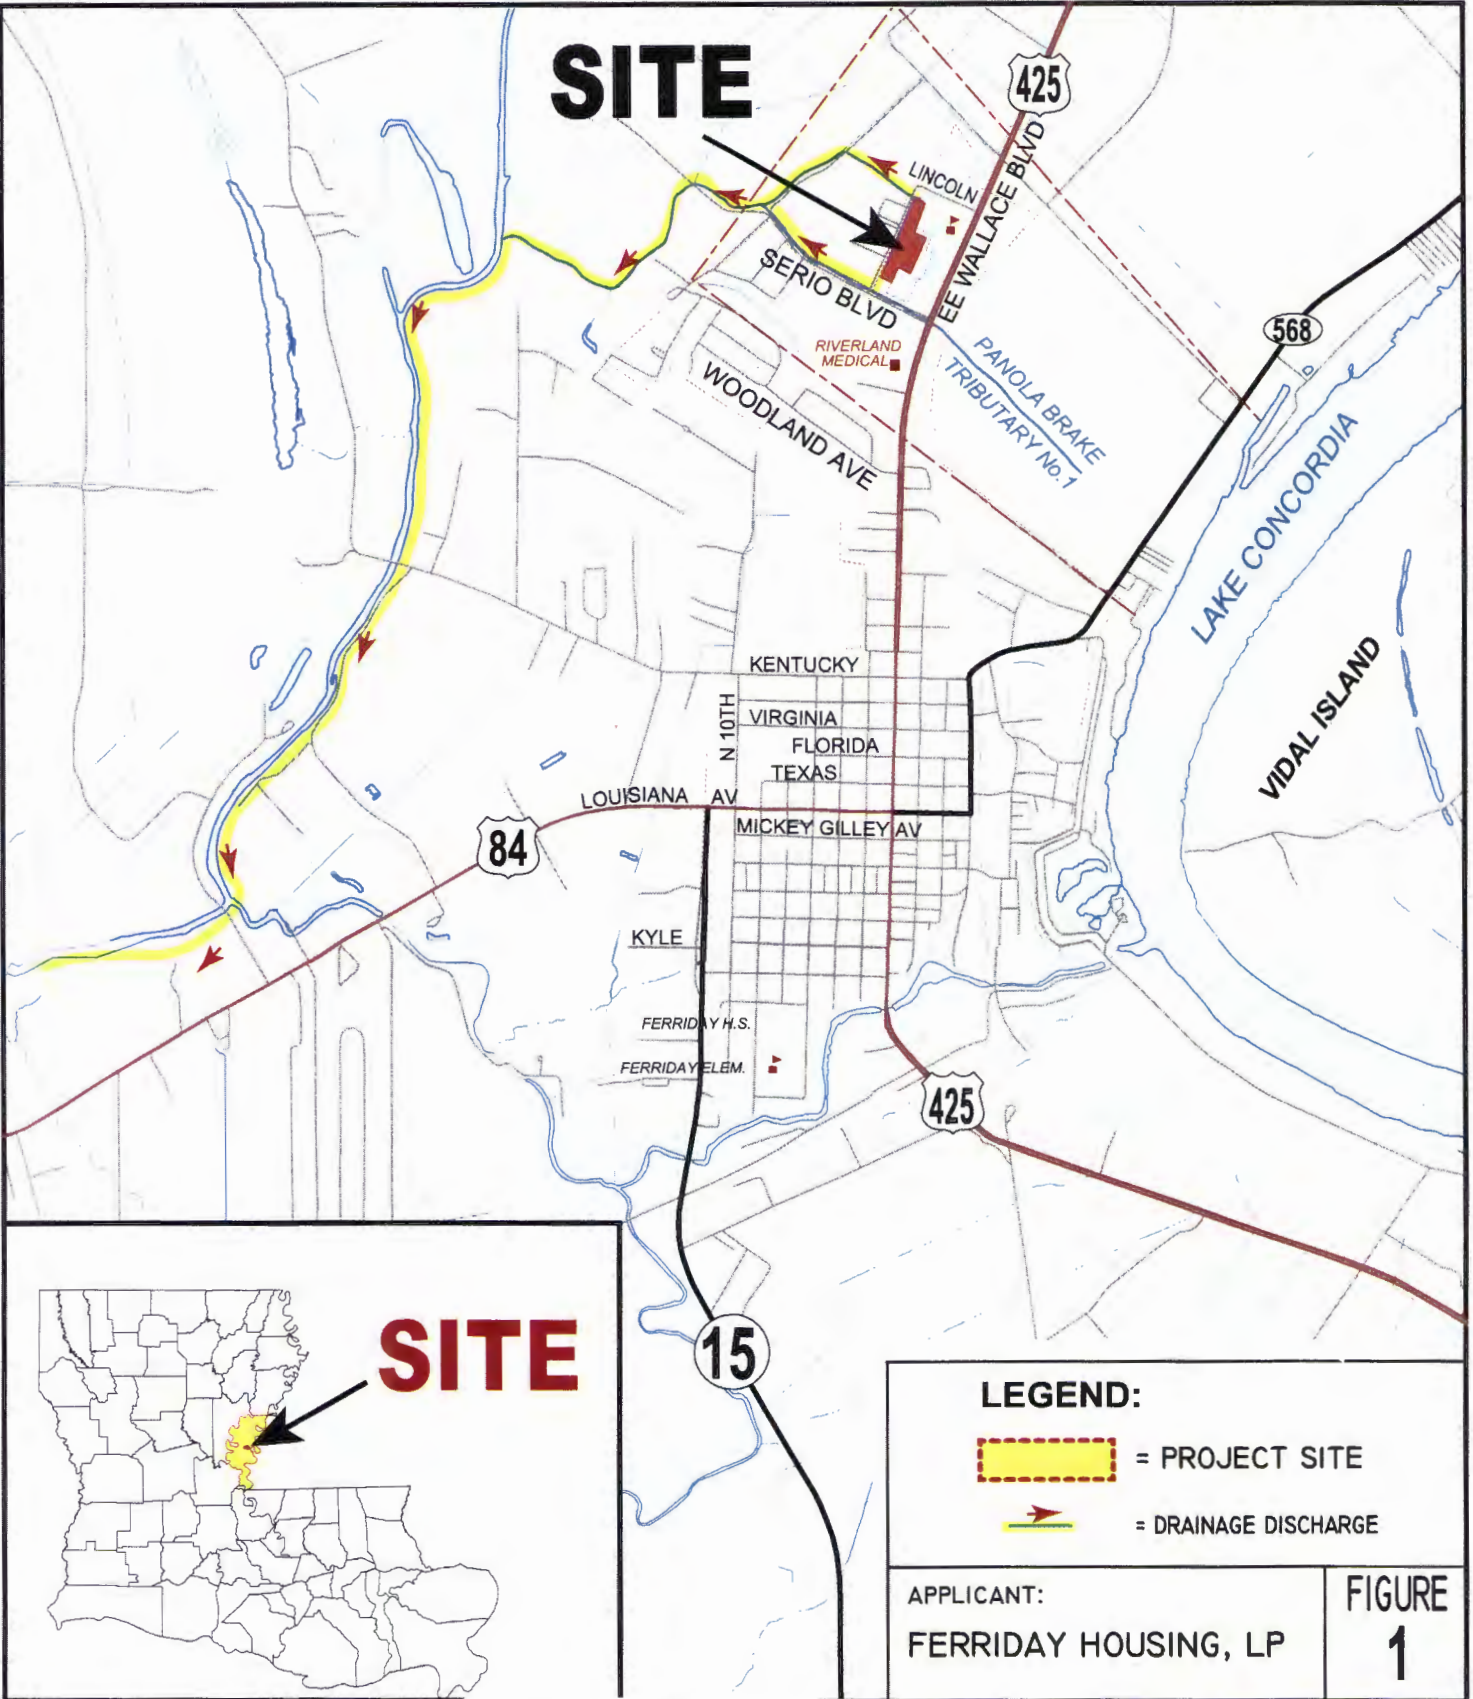 SITE
425
LINCOLN
EE WALLACE BLVD
SERIO BLVD
568
RIVERLAND
MEDICAL
PANOLA BRAKE
TRIBUTARY No.1
WOODLAND AVE
LAKE CONCORDIA
VIDAL ISLAND
KENTUCKY
N 10TH
VIRGINIA
FLORIDA
TEXAS
LOUISIANA AV
MICKEY GILLEY AV
84
KYLE
FERRIDAY H.S.
FERRIDAY ELEM.
425
15
SITE
LEGEND:
= PROJECT SITE
= DRAINAGE DISCHARGE
APPLICANT:
FERRIDAY HOUSING, LP
FIGURE
1